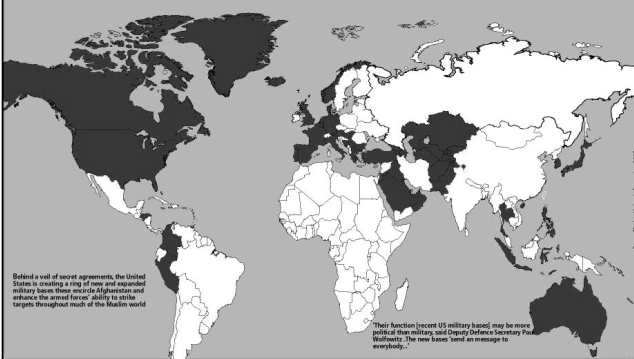 Behind a veil of secret agreements, the United
States is creating a ring of new and expanded
military bases these encircle Afghanistan and
enhance the armed forces' ability to strike
targets throughout much of the Muslim world
'Their function [recent US military bases] may be more
political than military, said Deputy Defence Secretary Paul
Wolfowitz .The new bases 'send an message to
everybody...'